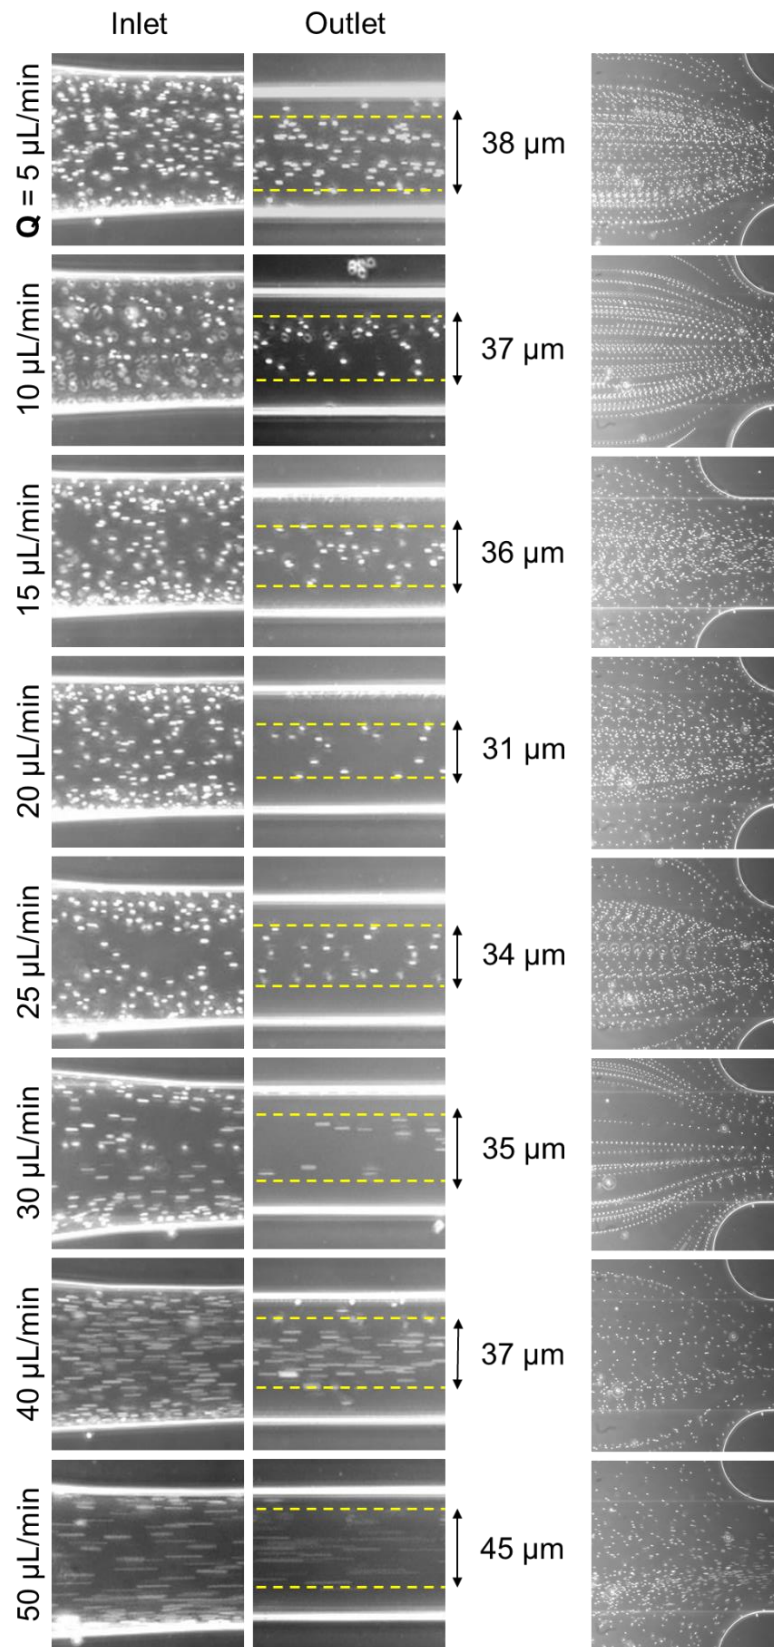 Inlet Outlet
Q = 5 µL/min 38 µm
10 µL/min 37 µm
15 µL/min 36 µm
20 µL/min 31 µm
25 µL/min 34 µm
30 µL/min 35 µm
40 µL/min 37 µm
50 µL/min 45 µm